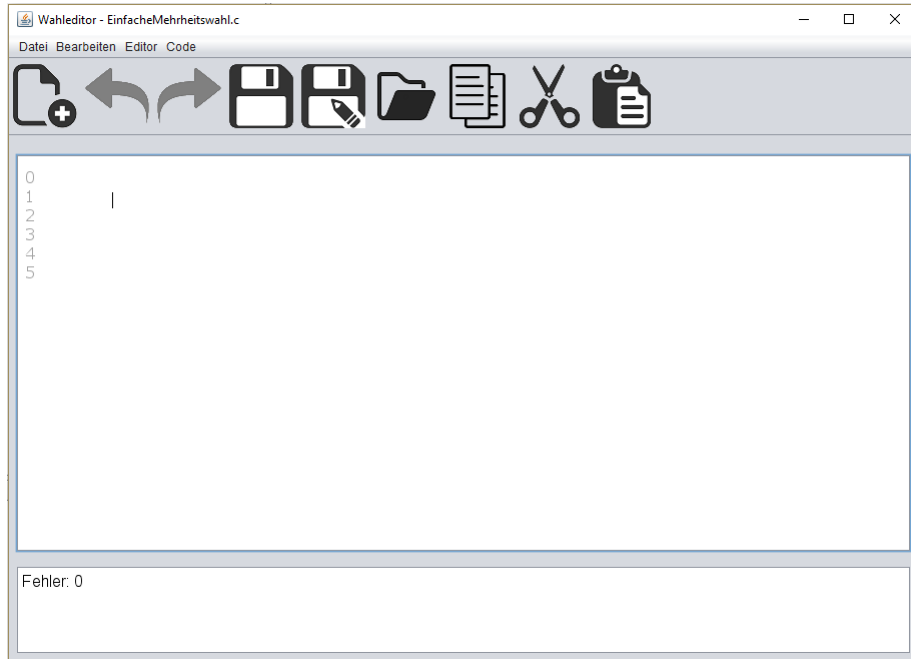 Wahleditor - EinfacheMehrheitswahl.c
Datei Bearbeiten Editor Code
0
1
2
3
4
5
Fehler: 0